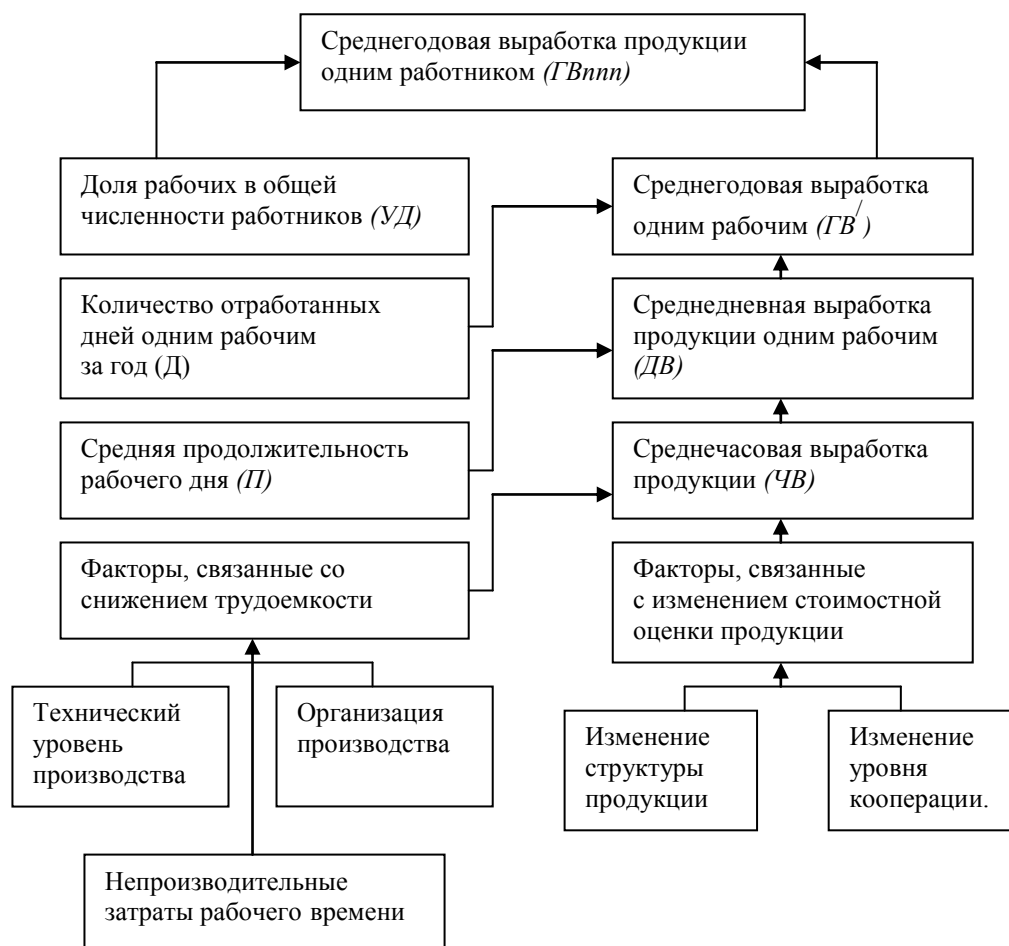 Среднегодовая выработка продукции
одним работником (ГВппп)
Доля рабочих в общей
численности работников (УД)
Среднегодовая выработка
одним рабочим (ГВ/)
Количество отработанных
дней одним рабочим
за год (Д)
Среднедневная выработка
продукции одним рабочим
(ДВ)
Средняя продолжительность
рабочего дня (П)
Среднечасовая выработка
продукции (ЧВ)
Факторы, связанные со
снижением трудоемкости
Факторы, связанные
с изменением стоимостной
оценки продукции
Технический
уровень
производства
Организация
производства
Изменение
структуры
продукции
Изменение
уровня
кооперации.
Непроизводительные
затраты рабочего времени